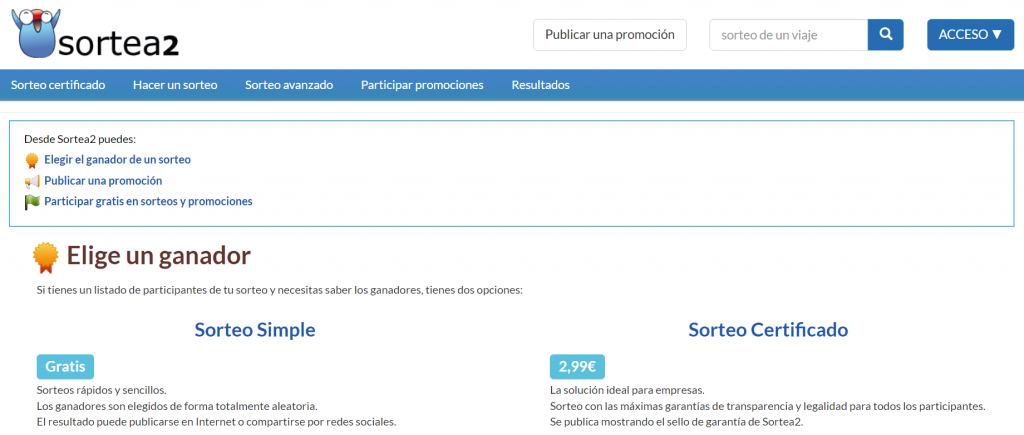 sortea2
Publicar una promoción
sorteo de un viaje
ACCESO ▼
Sorteo certificado
Hacer un sorteo
Sorteo avanzado
Participar promociones
Resultados
Desde Sortea2 puedes:
Elegir el ganador de un sorteo
Publicar una promoción
Participar gratis en sorteos y promociones
Elige un ganador
Si tienes un listado de participantes de tu sorteo y necesitas saber los ganadores, tienes dos opciones:
Sorteo Simple
Gratis
Sorteos rápidos y sencillos.
Los ganadores son elegidos de forma totalmente aleatoria.
El resultado puede publicarse en Internet o compartirse por redes sociales.
Sorteo Certificado
2,99€
La solución ideal para empresas.
Sorteo con las máximas garantías de transparencia y legalidad para todos los participantes.
Se publica mostrando el sello de garantía de Sortea2.